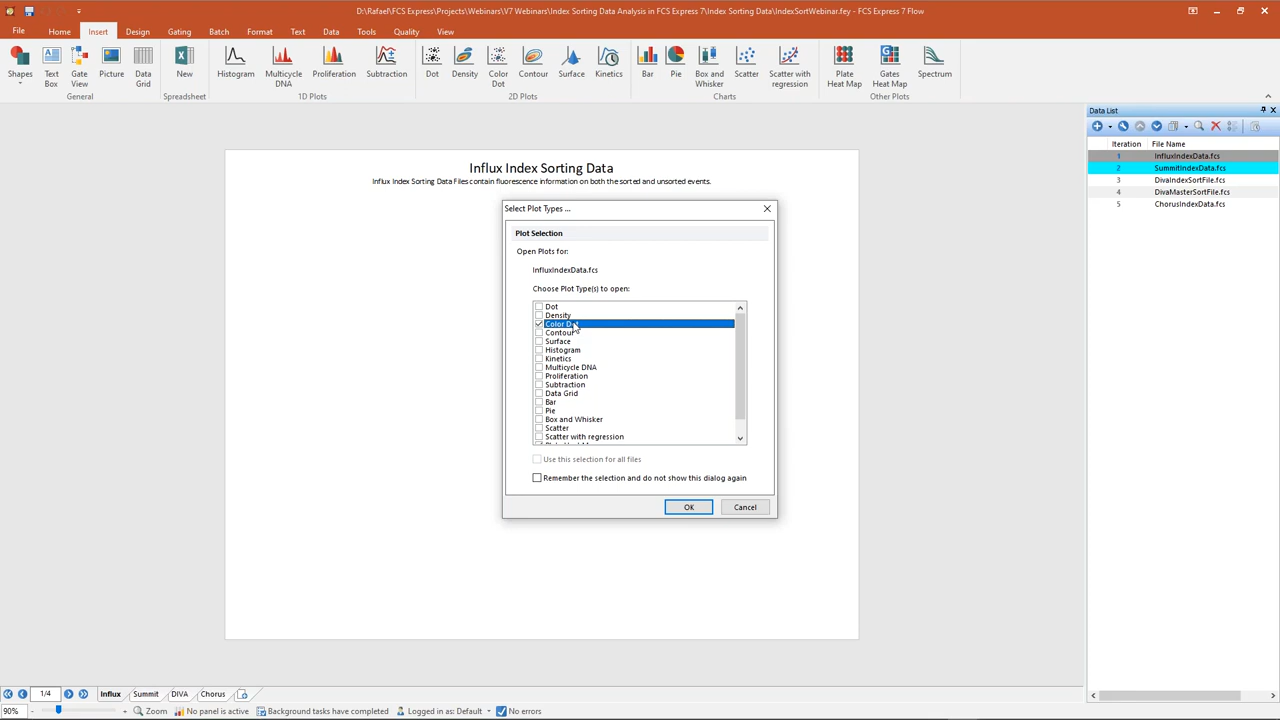 D:\Rafael\FCS Express\Projects\Webinars\V7 Webinars\Index Sorting Data Analysis in FCS Express 7\Index Sorting Data\IndexSortWebinar.fey - FCS Express 7 Flow
File Home Insert Design Gating Batch Format Text Data Tools Quality View
Shapes Text Box Gate View Picture Data Grid New Histogram Multicycle DNA Proliferation Subtraction Dot Density Color Dot Contour Surface Kinetics Bar Pie Box and Whisker Scatter Scatter with regression Plate Heat Map Gates Heat Map Spectrum
General Spreadsheet 1D Plots 2D Plots Charts Other Plots
Data List
Iteration File Name
1 InfluxIndexData.fcs
2 SummitIndexData.fcs
3 DivaIndexSortFile.fcs
4 DivaMasterSortFile.fcs
5 ChorusIndexData.fcs
Influx Index Sorting Data
Influx Index Sorting Data Files contain fluorescence information on both the sorted and unsorted events.
Select Plot Types ...
Plot Selection
Open Plots for:
InfluxIndexData.fcs
Choose Plot Type(s) to open:
Dot
Density
Color Dot
Contour
Surface
Histogram
Kinetics
Multicycle DNA
Proliferation
Subtraction
Data Grid
Bar
Pie
Box and Whisker
Scatter
Scatter with regression
Use this selection for all files
Remember the selection and do not show this dialog again
OK Cancel
1/4 Influx Summit DIVA Chorus
90% - + Zoom No panel is active Background tasks have completed Logged in as: Default No errors